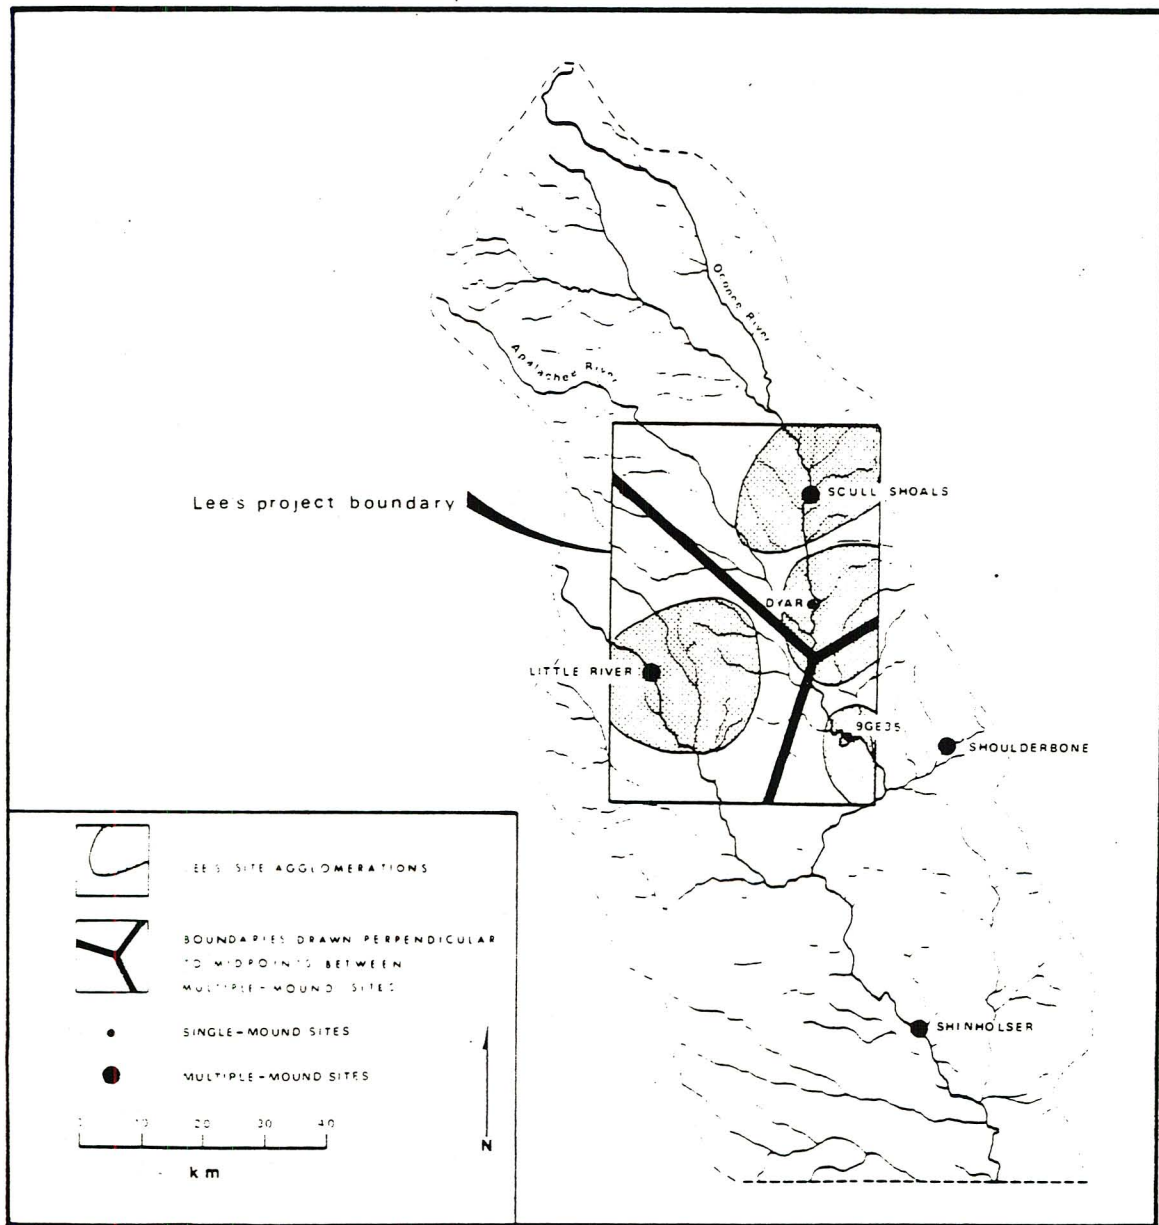 Oconee River
Apalachee River
Lee's project boundary
SCULL SHOALS
DYAR
LITTLE RIVER
9GE35
SHOULDERBONE
SHINHOLSER
LEE'S SITE AGGLOMERATIONS
BOUNDARIES DRAWN PERPENDICULAR
TO MIDPOINTS BETWEEN
MULTIPLE-MOUND SITES
SINGLE-MOUND SITES
MULTIPLE-MOUND SITES
0 10 20 30 40
km
N